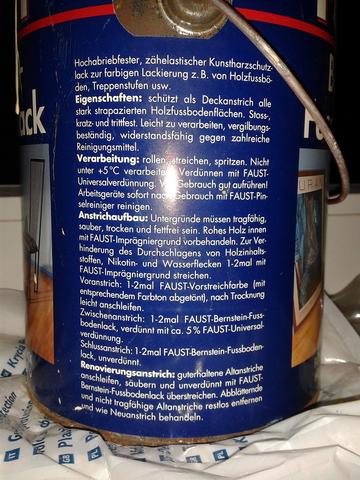 Hochabriebfester, zähelastischer Kunstharzschutz-
lack zur farbigen Lackierung z.B. von Holzfussbö-
den, Treppenstufen usw.
Eigenschaften: schützt als Deckanstrich alle
stark strapazierten Holzfussbodenflächen. Stoss-,
kratz- und trittfest. Leicht zu verarbeiten, vergilbungs-
beständig, widerstandsfähig gegen zahlreiche
Reinigungsmittel.
Verarbeitung: rollen, streichen, spritzen. Nicht
unter +5°C verarbeiten. Verdünnen mit FAUST-
Universalverdünnung. Vor Gebrauch gut aufrühren!
Arbeitsgeräte sofort nach Gebrauch mit FAUST-Pin-
selreiniger reinigen.
Anstrichaufbau: Untergründe müssen tragfähig,
sauber, trocken und fettfrei sein. Rohes Holz innen
mit FAUST-Imprägniergrund vorbehandeln. Zur Ver-
hinderung des Durchschlagens von Holzinhalts-
stoffen, Nikotin- und Wasserflecken 1-2mal mit
FAUST-Imprägniergrund streichen.
Voranstrich: 1-2mal FAUST-Vorstreichfarbe (mit
entsprechendem Farbton abgetönt), nach Trocknung
leicht anschleifen.
Zwischenanstrich: 1-2mal FAUST-Bernstein-Fuss-
bodenlack, verdünnt mit ca. 5% FAUST-Universal-
verdünnung.
Schlussanstrich: 1-2mal FAUST-Bernstein-Fussboden-
lack, unverdünnt.
Renovierungsanstrich: guterhaltene Altanstriche
anschleifen, säubern und unverdünnt mit FAUST-
Bernstein-Fussbodenlack überstreichen. Abblätternde
und nicht tragfähige Altanstriche restlos entfernen
und wie Neuanstrich behandeln.